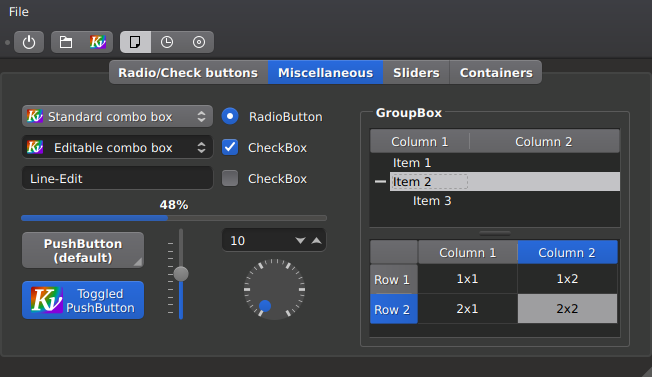 File
Radio/Check buttons Miscellaneous Sliders Containers
Standard combo box
RadioButton
Editable combo box
CheckBox
Line-Edit
CheckBox
48%
PushButton
(default)
10
Toggled
PushButton
GroupBox
Column 1 Column 2
Item 1
Item 2
Item 3
Column 1 Column 2
Row 1 1x1 1x2
Row 2 2x1 2x2